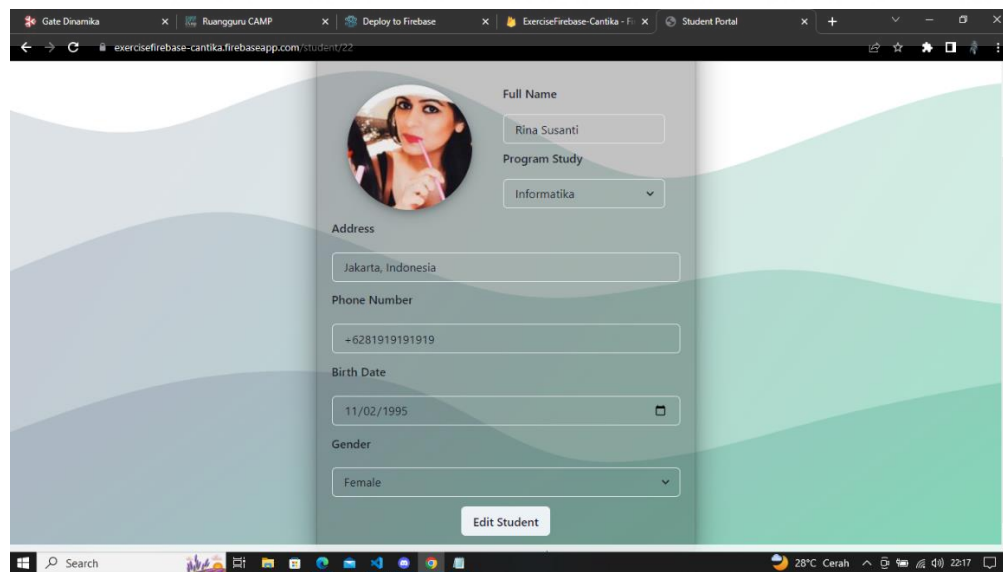 Gate Dinamika
Ruangguru CAMP
Deploy to Firebase
ExerciseFirebase-Cantika - Fi
Student Portal
exercisefirebase-cantika.firebaseapp.com/student/22
Full Name
Rina Susanti
Program Study
Informatika
Address
Jakarta, Indonesia
Phone Number
+6281919191919
Birth Date
11/02/1995
Gender
Female
Edit Student
Search
28°C Cerah
22:17